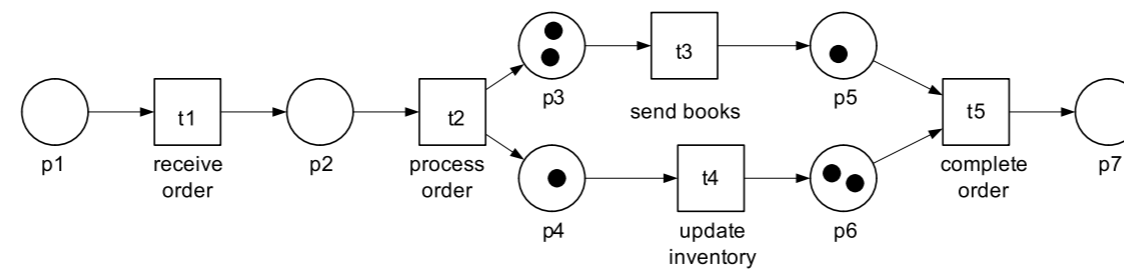 t1
t2
t3
t4
t5
p1
receive
order
p2
process
order
p3
send books
p4
update
inventory
p5
p6
complete
order
p7